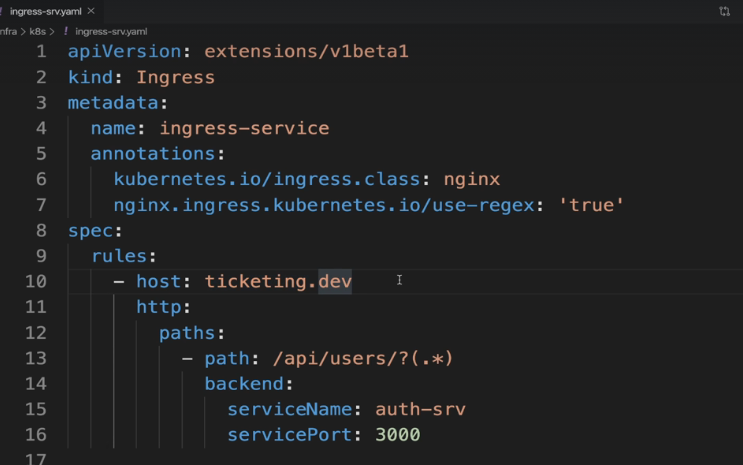 ingress-srv.yaml
nfra > k8s > ! ingress-srv.yaml
1 apiVersion: extensions/v1beta1
2 kind: Ingress
3 metadata:
4   name: ingress-service
5   annotations:
6     kubernetes.io/ingress.class: nginx
7     nginx.ingress.kubernetes.io/use-regex: 'true'
8 spec:
9   rules:
10     - host: ticketing.dev
11       http:
12         paths:
13           - path: /api/users/?(.*)
14             backend:
15               serviceName: auth-srv
16               servicePort: 3000
17